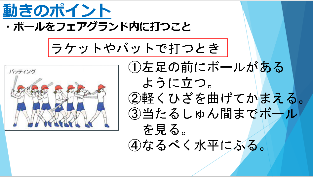 動きのポイント
・ボールをフェアグランド内に打つこと
ラケットやバットで打つとき
バッティング
①左足の前にボールがある
ように立つ。
②軽くひざを曲げてかまえる。
③当たるしゅん間までボール
を見る。
④なるべく水平にふる。